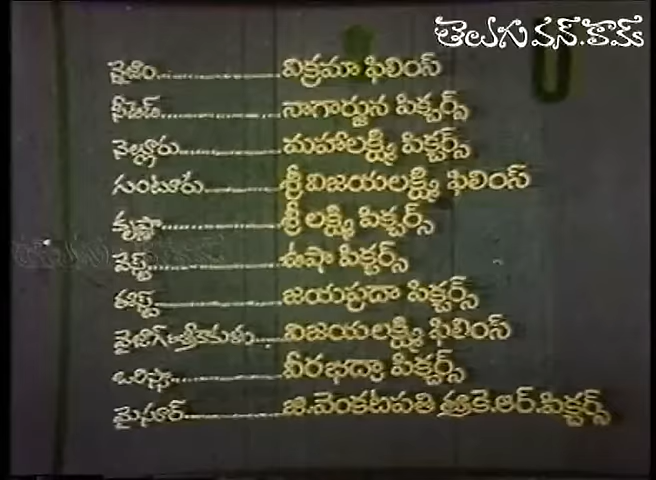 తెలుగువన్.కామ్
నైజాం..............విక్రమా ఫిలింస్
సీడెడ్..............నాగార్జున పిక్చర్స్
నెల్లూరు..............మహాలక్ష్మి పిక్చర్స్
గుంటూరు...........శ్రీ విజయలక్ష్మి ఫిలింస్
కృష్ణా..............శ్రీ లక్ష్మి పిక్చర్స్
వెస్ట్..............ఉషా పిక్చర్స్
ఈస్ట్..............జయప్రదా పిక్చర్స్
వైజాగ్-శ్రీకాకుళం....విజయలక్ష్మి ఫిలింస్
ఒరిస్సా..............వీరభద్రా పిక్చర్స్
మైసూర్..............జి.వెంకటపతి కె.ఆర్.పిక్చర్స్